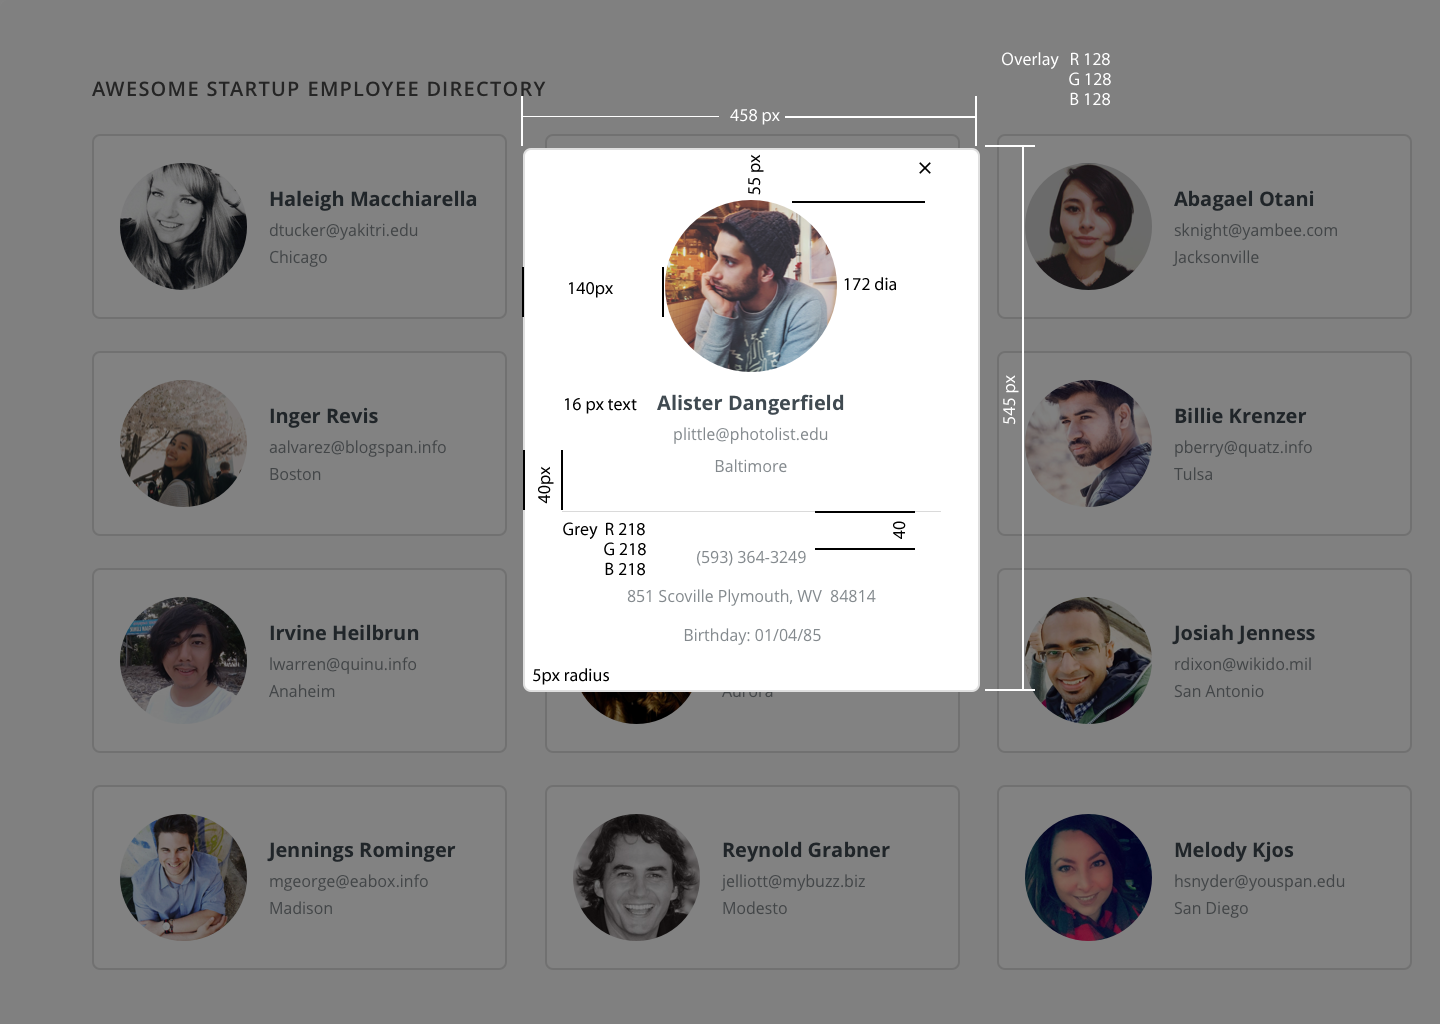 Overlay R 128
G 128
B 128
AWESOME STARTUP EMPLOYEE DIRECTORY
458 px
55 px
×
Haleigh Macchiarella
dtucker@yakitri.edu
Chicago
140px
172 dia
Abagael Otani
sknight@yambee.com
Jacksonville
545 px
Inger Revis
aalvarez@blogspan.info
Boston
16 px text
Alister Dangerfield
plittle@photolist.edu
Baltimore
40px
Grey R 218
G 218
B 218
40
(593) 364-3249
851 Scoville Plymouth, WV 84814
Birthday: 01/04/85
5px radius
Billie Krenzer
pberry@quatz.info
Tulsa
Irvine Heilbrun
lwarren@quinu.info
Anaheim
Aurora
Josiah Jenness
rdixon@wikido.mil
San Antonio
Jennings Rominger
mgeorge@eabox.info
Madison
Reynold Grabner
jelliott@mybuzz.biz
Modesto
Melody Kjos
hsnyder@youspan.edu
San Diego